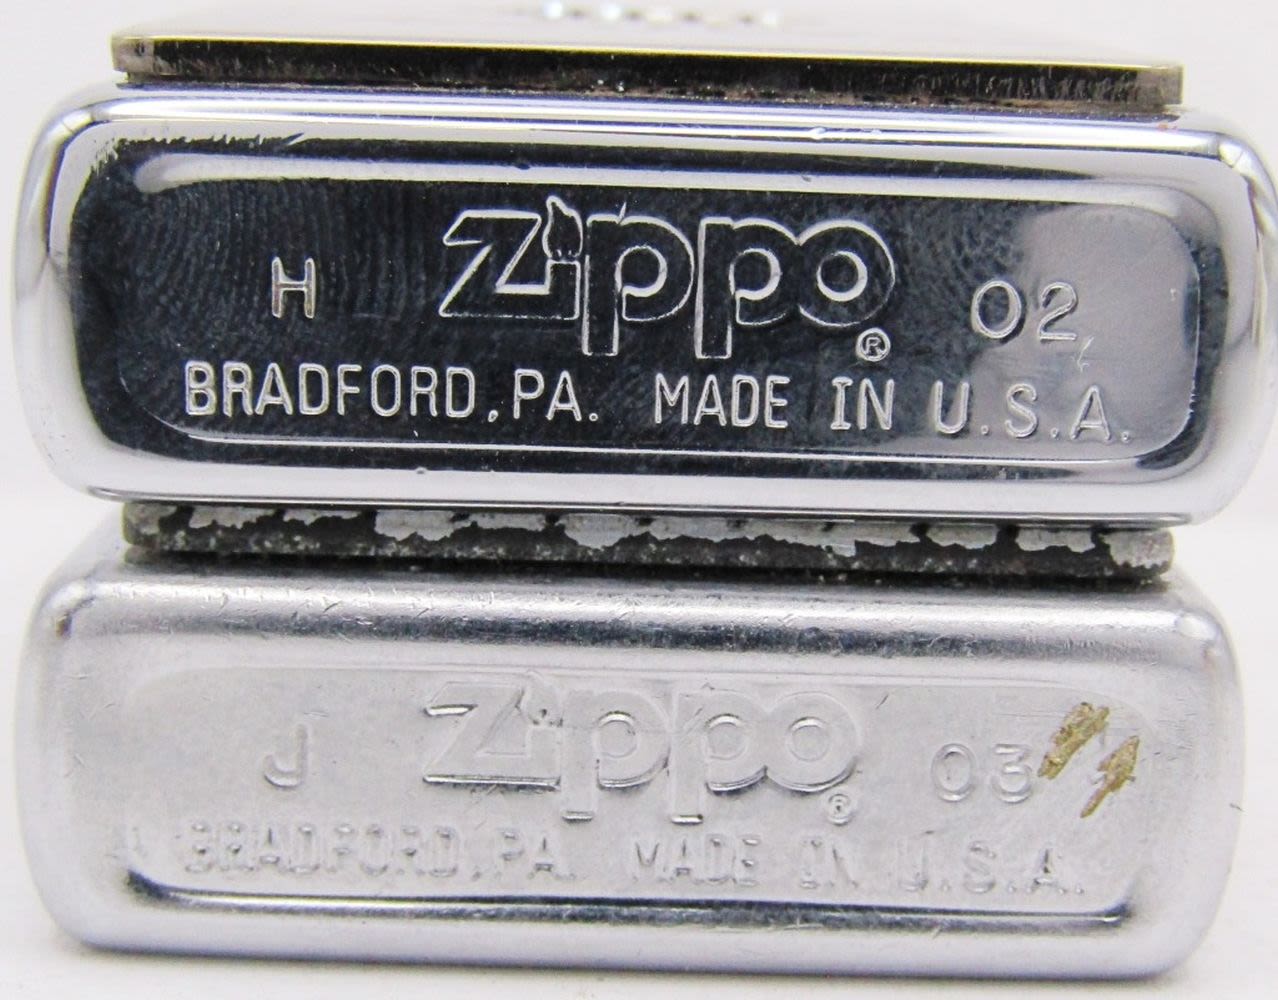 H Zippo® 02
BRADFORD, PA. MADE IN U.S.A.
J Zippo® 03
BRADFORD, PA. MADE IN U.S.A.